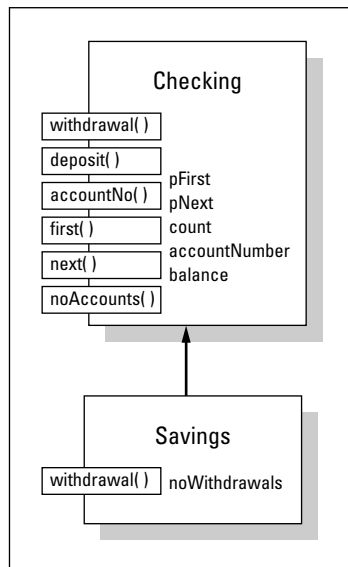 Checking
withdrawal( )
deposit( )
accountNo( )
first( )
next( )
noAccounts( )
pFirst
pNext
count
accountNumber
balance
Savings
withdrawal( )
noWithdrawals